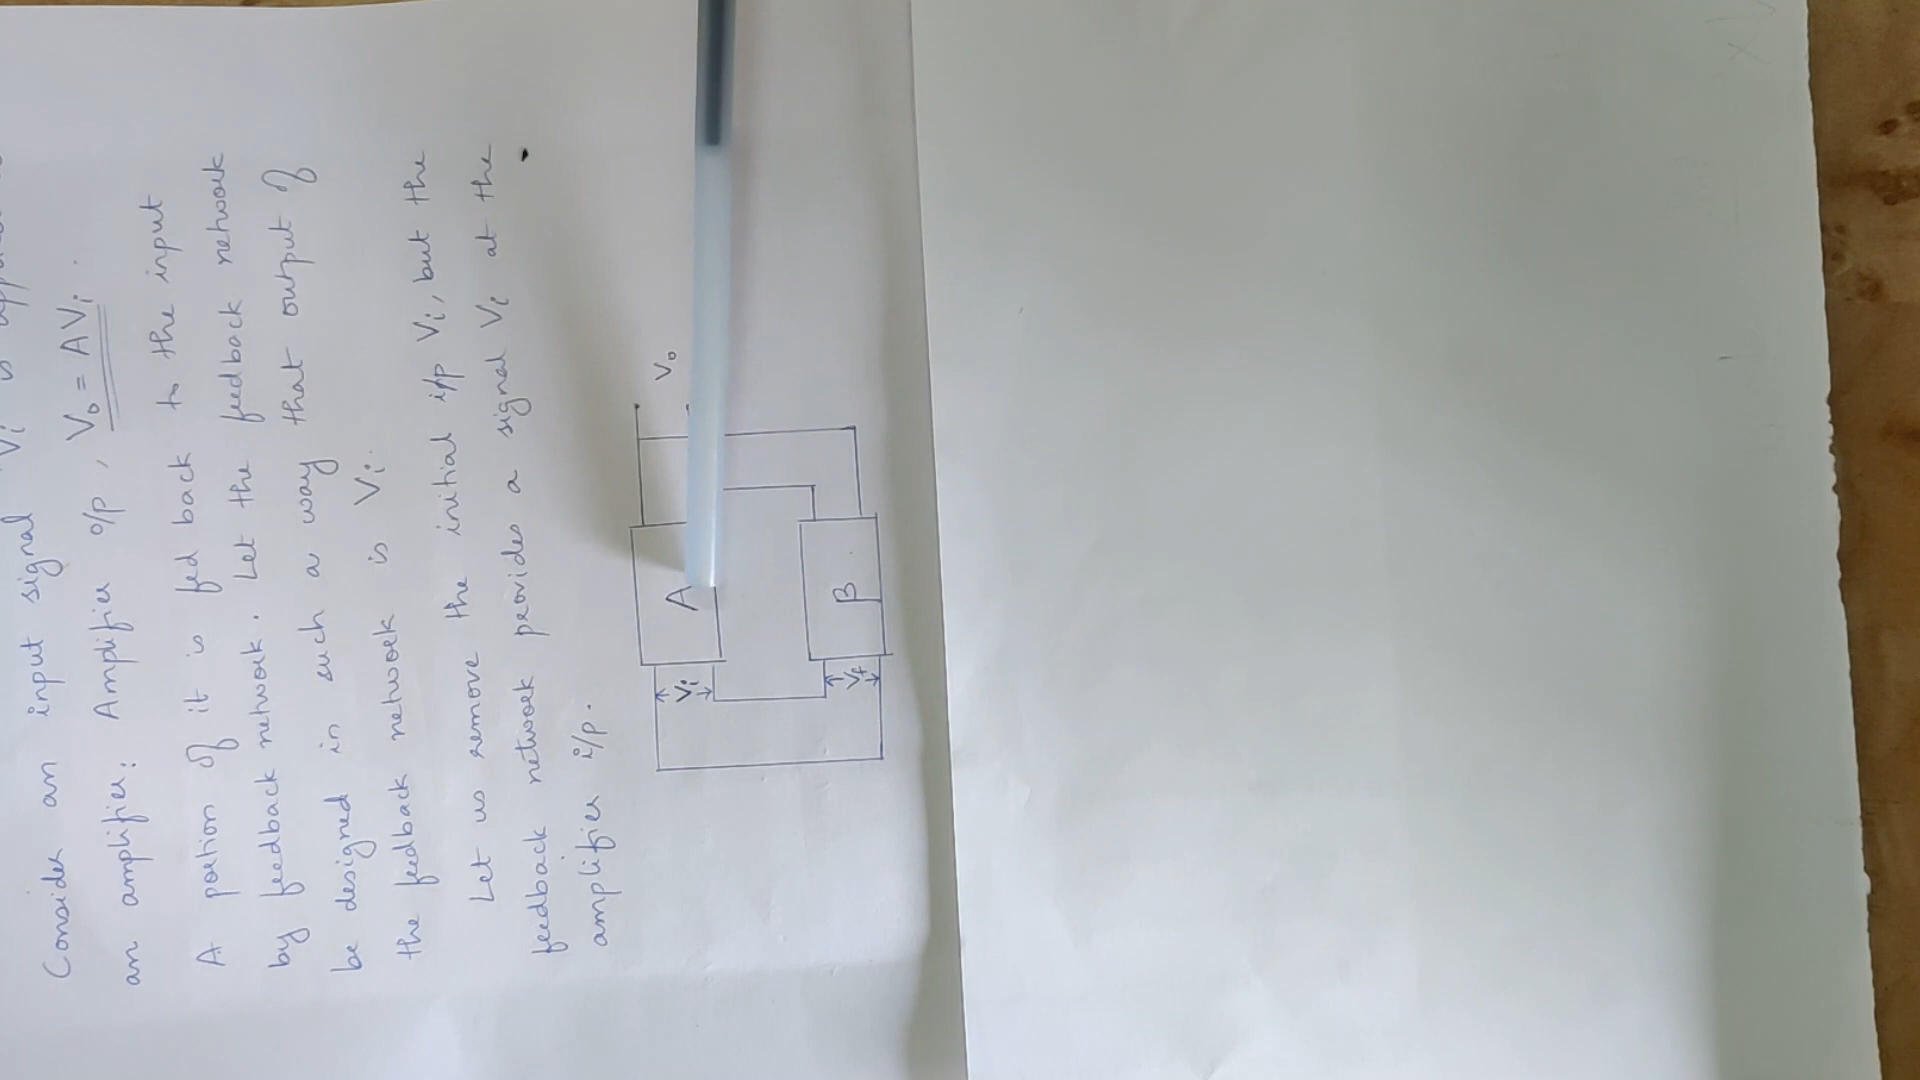 Consider an input signal Vi is
an amplifier. Amplifier o/p, Vo = AVi.
A portion of it is fed back to the input
by feedback network. Let the feedback network
be designed in such a way that output of
the feedback network is Vi.
Let us remove the initial i/p Vi, but the
feedback network provides a signal Vi at the
amplifier i/p.
Vo
A
Vi
β
Vf